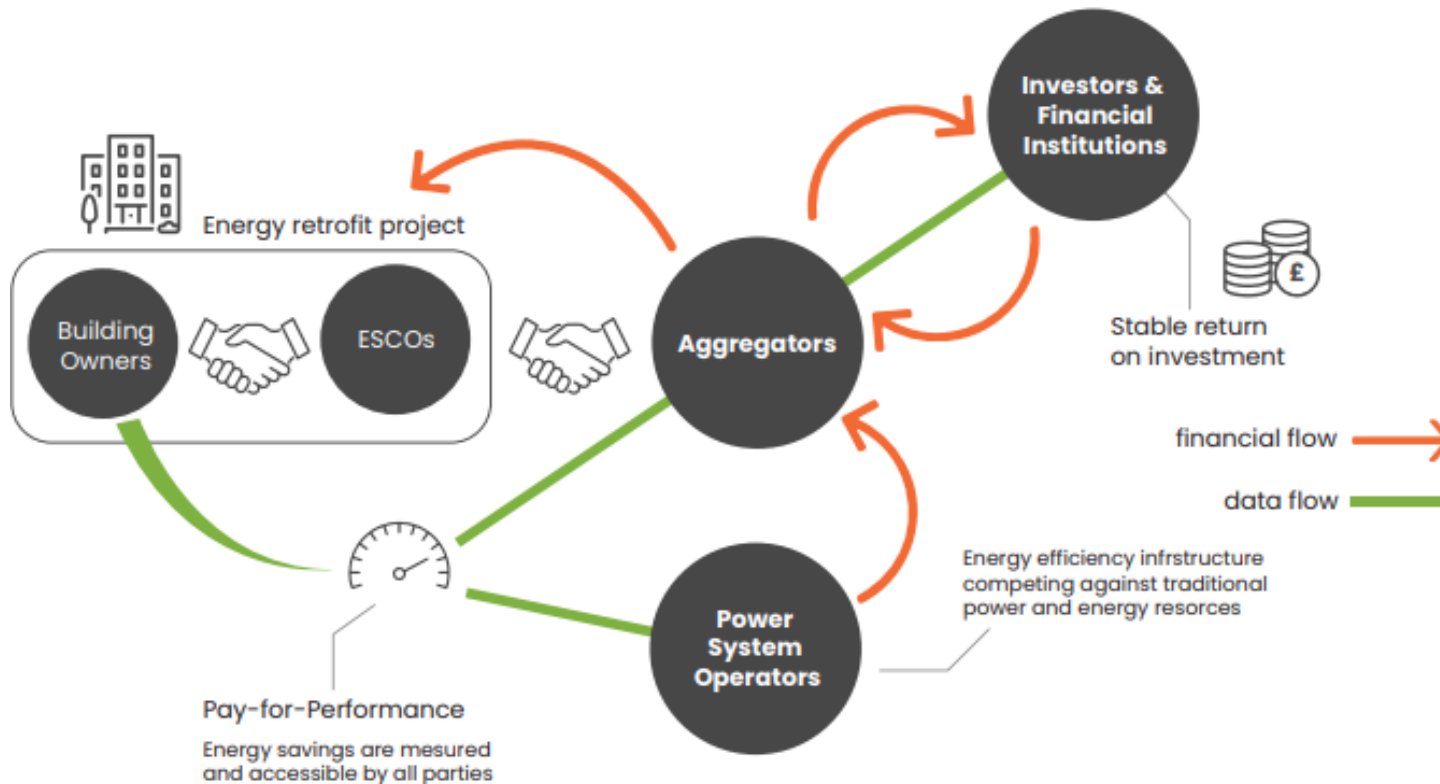 Investors &
Financial
Institutions
Energy retrofit project
Building
Owners
ESCOs
Aggregators
£
Stable return
on investment
financial flow
data flow
Energy efficiency infrstructure
competing against traditional
power and energy resorces
Power
System
Operators
Pay-for-Performance
Energy savings are mesured
and accessible by all parties